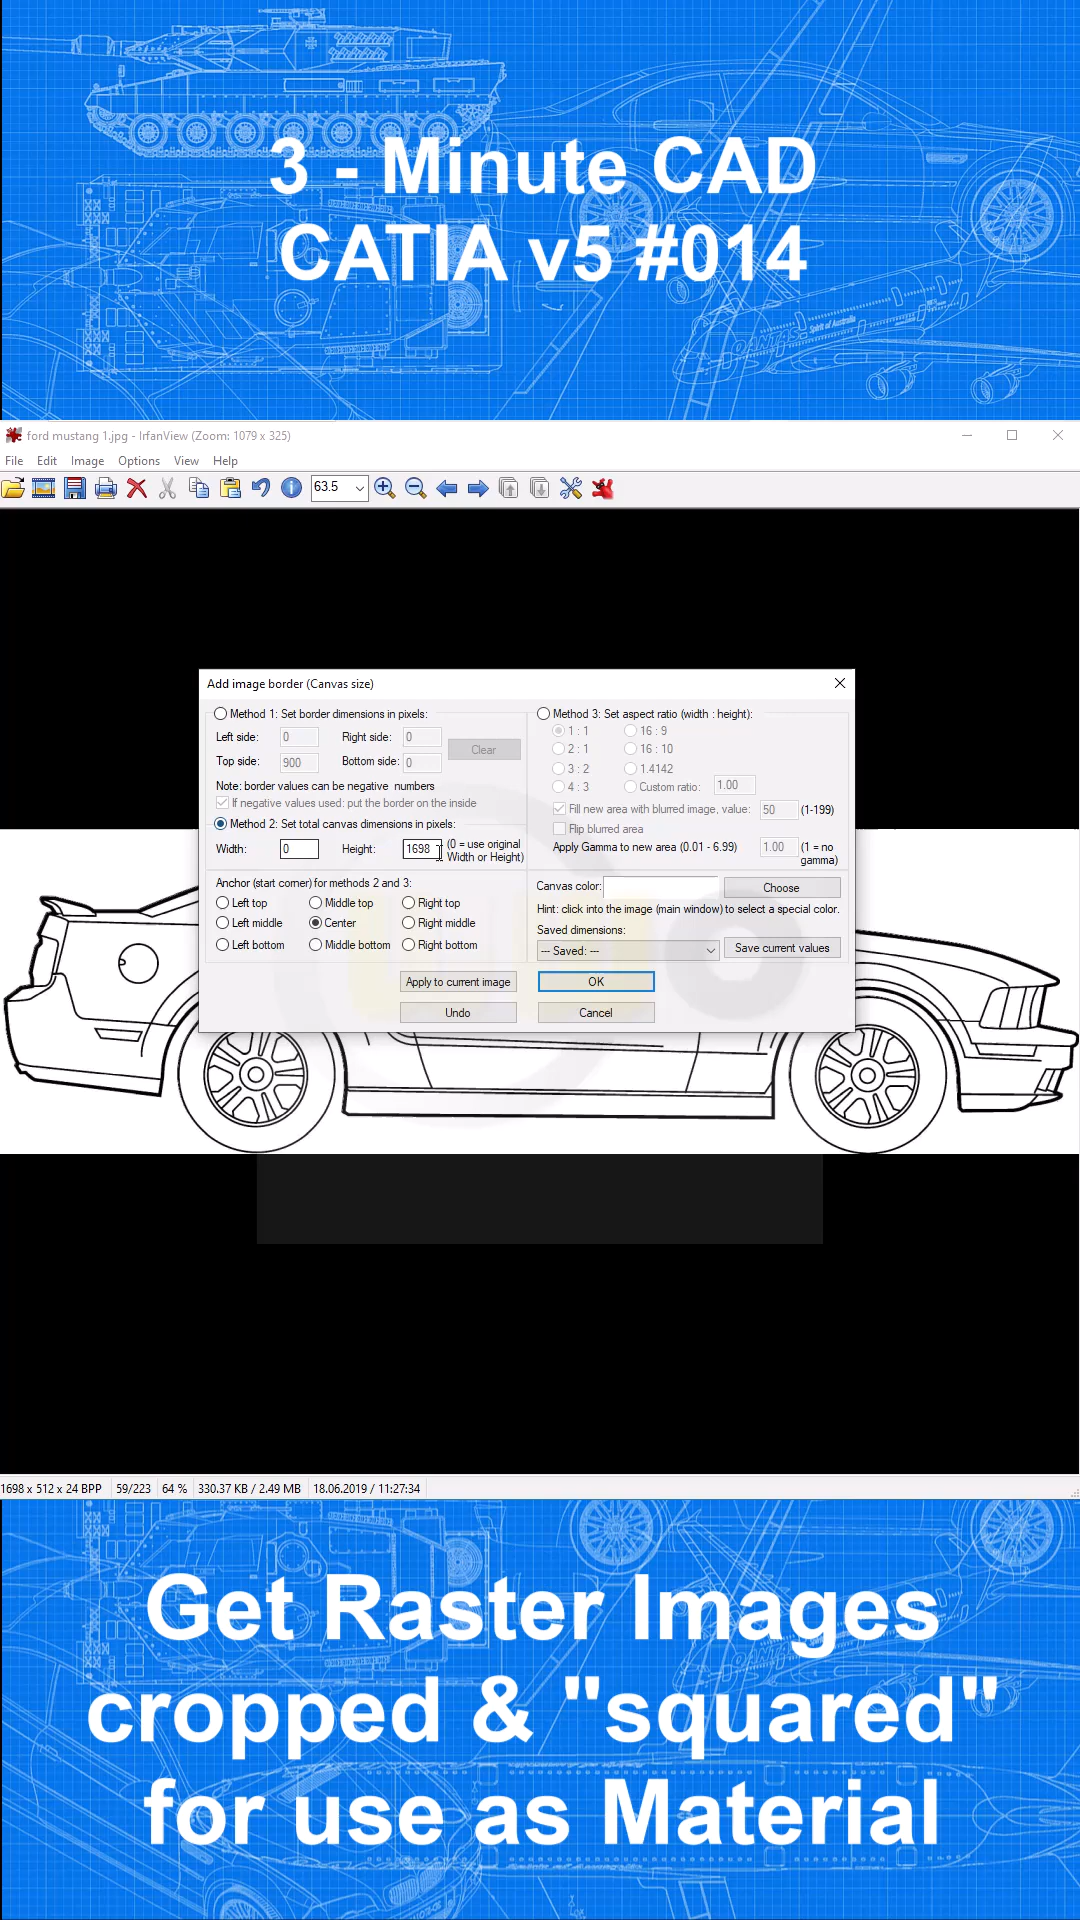 3 - Minute CAD
CATIA v5 #014
Spirit of Australia
QANTAS
ford mustang 1.jpg - IrfanView (Zoom: 1079 x 325)
File Edit Image Options View Help
63.5
Add image border (Canvas size)
Method 1: Set border dimensions in pixels:
Left side: 0 Right side: 0
Clear
Top side: 900 Bottom side: 0
Note: border values can be negative numbers
If negative values used: put the border on the inside
Method 2: Set total canvas dimensions in pixels:
Width: 0 Height: 1698 (0 = use original
Width or Height)
Anchor (start corner) for methods 2 and 3:
Left top Middle top Right top
Left middle Center Right middle
Left bottom Middle bottom Right bottom
Method 3: Set aspect ratio (width : height):
1 : 1 16 : 9
2 : 1 16 : 10
3 : 2 1.4142
4 : 3 Custom ratio: 1.00
Fill new area with blurred image, value: 50 (1-199)
Flip blurred area
Apply Gamma to new area (0.01 - 6.99) 1.00 (1 = no
gamma)
Canvas color: Choose
Hint: click into the image (main window) to select a special color.
Saved dimensions:
--- Saved: --- Save current values
Apply to current image OK
Undo Cancel
1698 x 512 x 24 BPP 59/223 64 % 330.37 KB / 2.49 MB 18.06.2019 / 11:27:34
Get Raster Images
cropped & "squared"
for use as Material